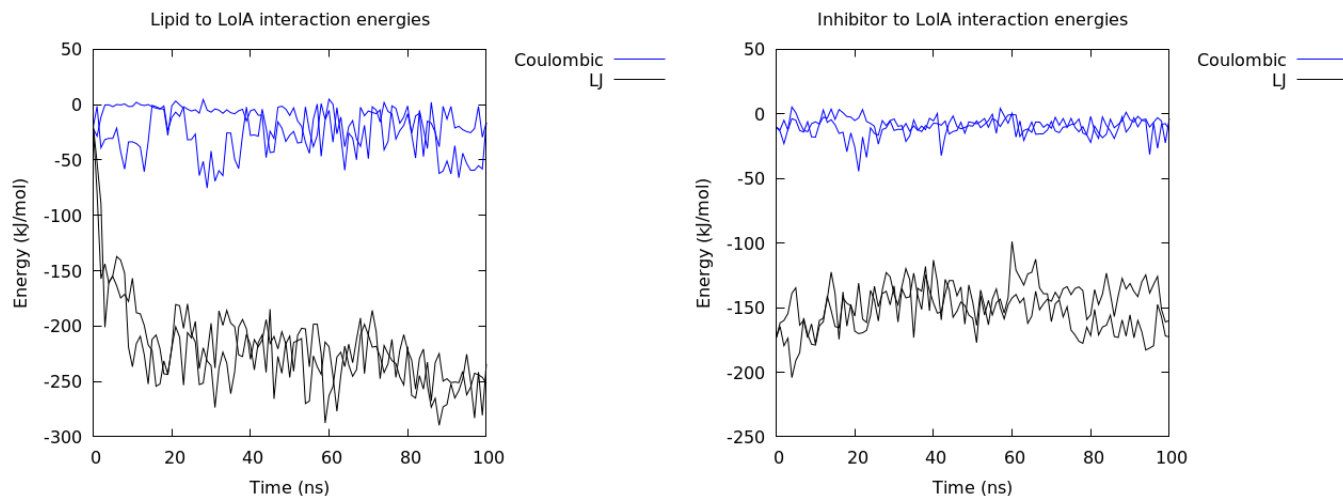 Lipid to LolA interaction energies
Coulombic
LJ
Energy (kJ/mol)
50
0
-50
-100
-150
-200
-250
-300
0 20 40 60 80 100
Time (ns)
Inhibitor to LolA interaction energies
Coulombic
LJ
Energy (kJ/mol)
50
0
-50
-100
-150
-200
-250
0 20 40 60 80 100
Time (ns)